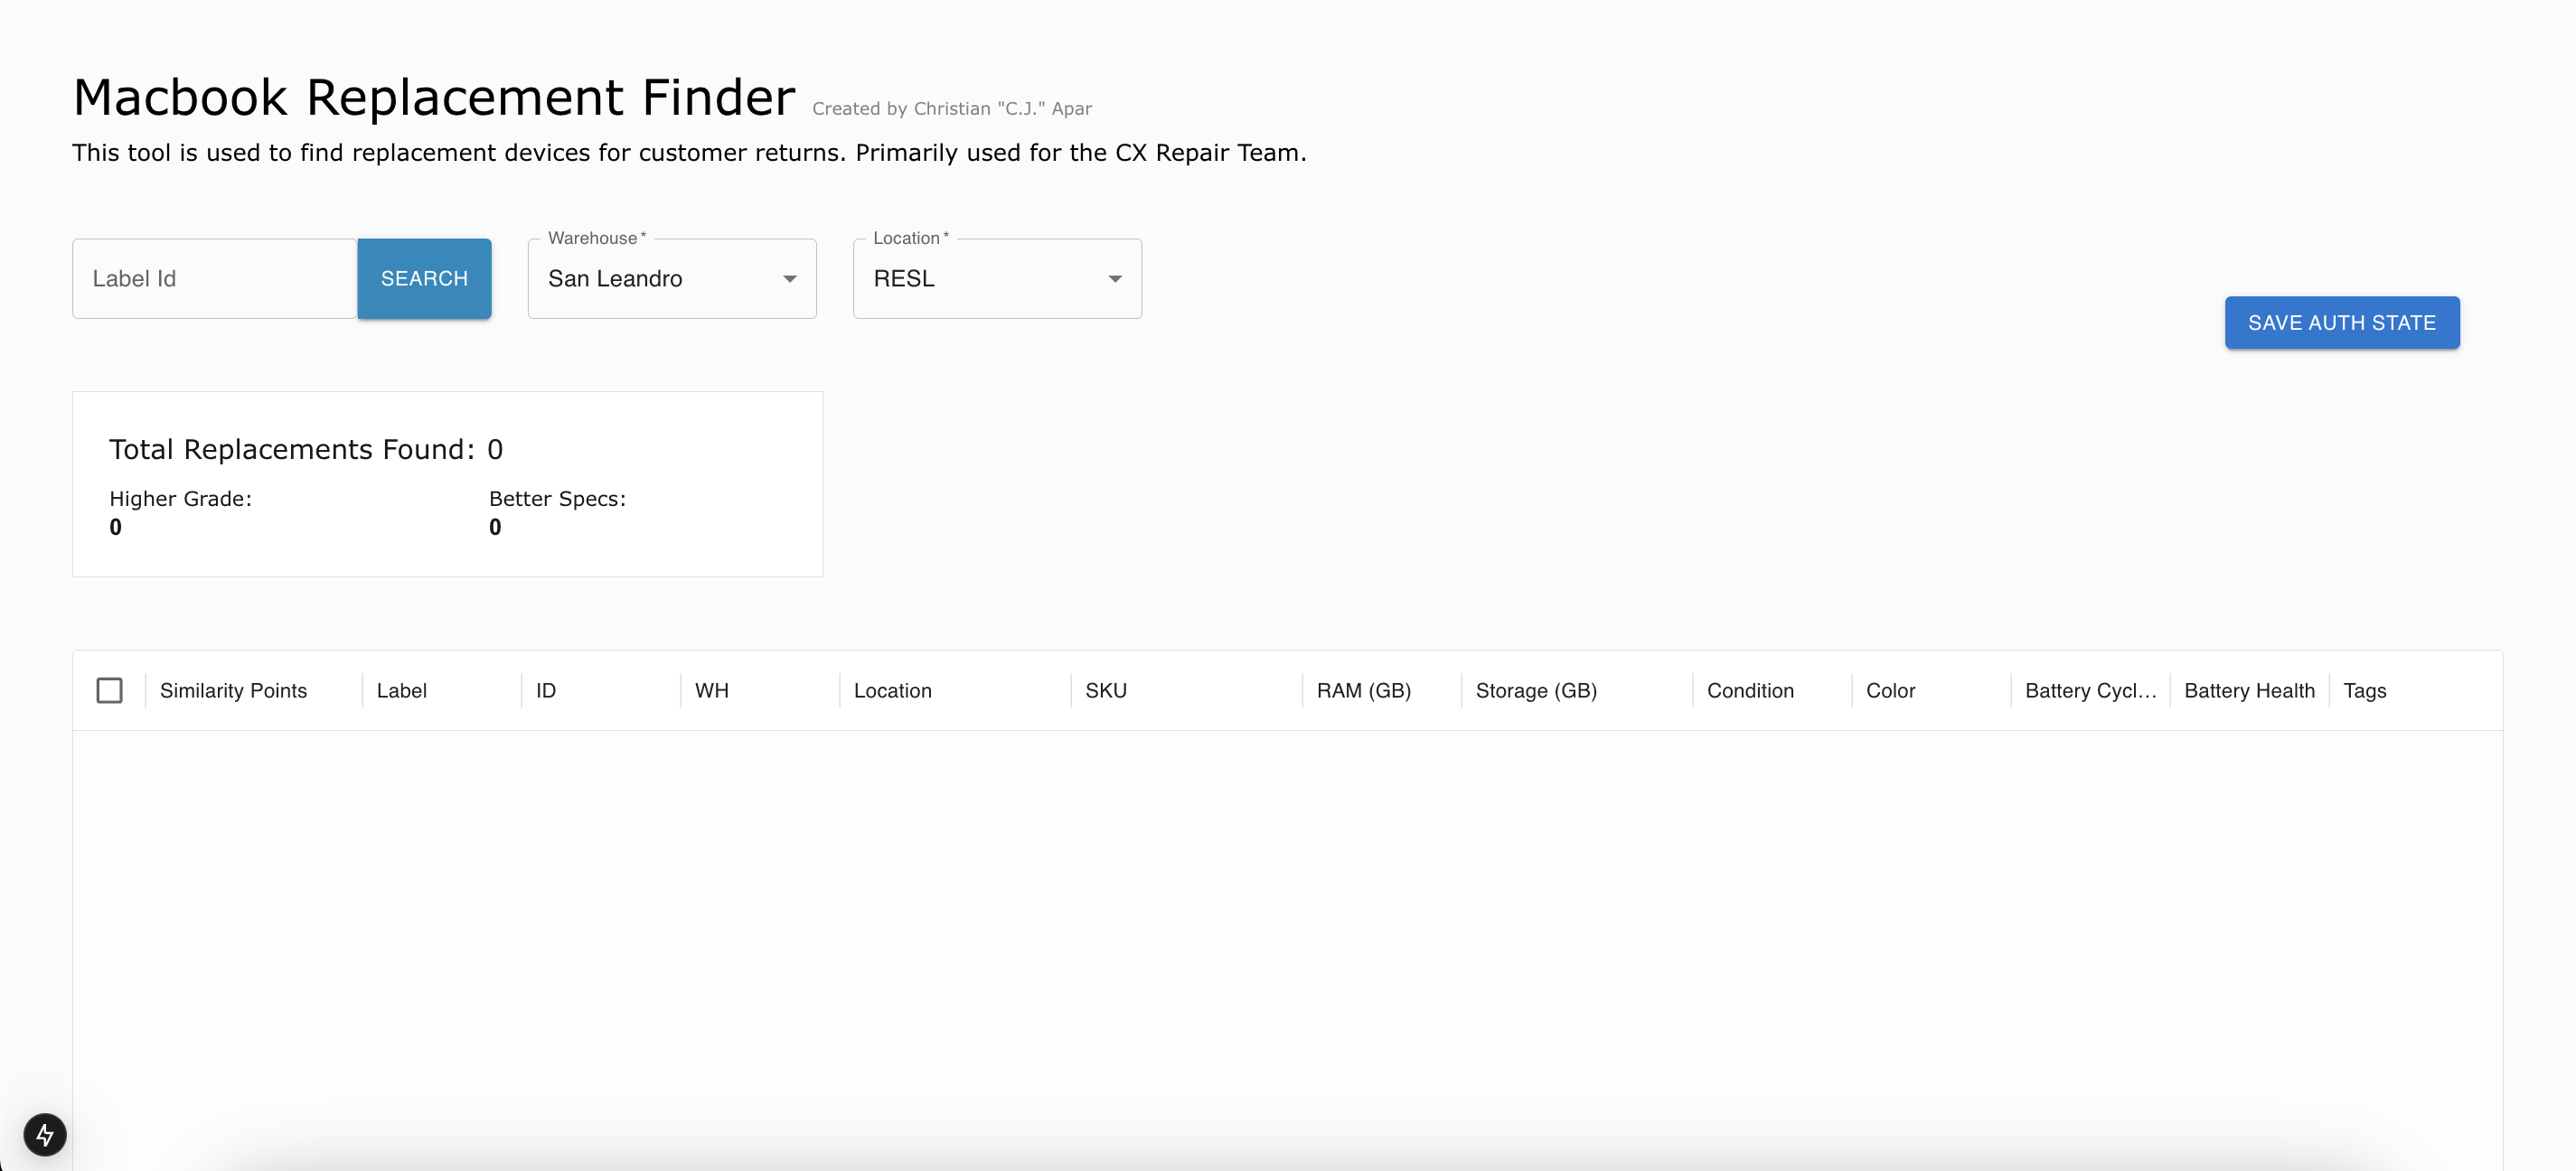 Macbook Replacement Finder Created by Christian "C.J." Apar
This tool is used to find replacement devices for customer returns. Primarily used for the CX Repair Team.
Label Id
SEARCH
Warehouse *
San Leandro
Location *
RESL
SAVE AUTH STATE
Total Replacements Found: 0
Higher Grade:
0
Better Specs:
0
Similarity Points Label ID WH Location SKU RAM (GB) Storage (GB) Condition Color Battery Cycl... Battery Health Tags